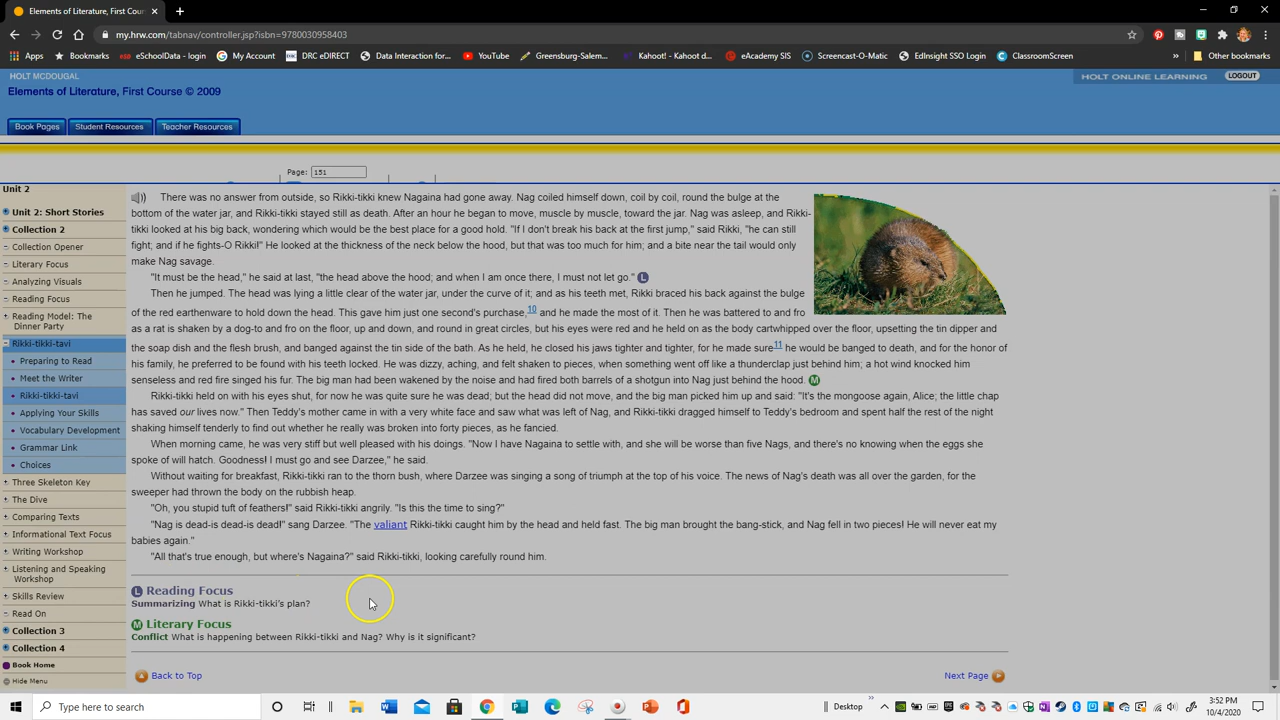 Elements of Literature, First Cour
my.hrw.com/tabnav/controller.jsp?isbn=9780030958403
Apps Bookmarks eSchoolData - login My Account DRC eDIRECT Data Interaction for... YouTube Greensburg-Salem... Kahoot! - Kahoot d... eAcademy SIS Screencast-O-Matic EdInsight SSO Login ClassroomScreen Other bookmarks
HOLT MCDOUGAL
HOLT ONLINE LEARNING LOGOUT
Elements of Literature, First Course © 2009
Book Pages Student Resources Teacher Resources
Page: 151
Unit 2
Unit 2: Short Stories
Collection 2
Collection Opener
Literary Focus
Analyzing Visuals
Reading Focus
Reading Model: The
Dinner Party
Rikki-tikki-tavi
Preparing to Read
Meet the Writer
Rikki-tikki-tavi
Applying Your Skills
Vocabulary Development
Grammar Link
Choices
Three Skeleton Key
The Dive
Comparing Texts
Informational Text Focus
Writing Workshop
Listening and Speaking
Workshop
Skills Review
Read On
Collection 3
Collection 4
Book Home
Hide Menu
There was no answer from outside, so Rikki-tikki knew Nagaina had gone away. Nag coiled himself down, coil by coil, round the bulge at the
bottom of the water jar, and Rikki-tikki stayed still as death. After an hour he began to move, muscle by muscle, toward the jar. Nag was asleep, and Rikki-
tikki looked at his big back, wondering which would be the best place for a good hold. "If I don't break his back at the first jump," said Rikki, "he can still
fight; and if he fights-O Rikki!" He looked at the thickness of the neck below the hood, but that was too much for him; and a bite near the tail would only
make Nag savage.
"It must be the head," he said at last, "the head above the hood; and when I am once there, I must not let go." L
Then he jumped. The head was lying a little clear of the water jar, under the curve of it; and as his teeth met, Rikki braced his back against the bulge
of the red earthenware to hold down the head. This gave him just one second's purchase,10 and he made the most of it. Then he was battered to and fro
as a rat is shaken by a dog-to and fro on the floor, up and down, and round in great circles, but his eyes were red and he held on as the body cartwhipped over the floor, upsetting the tin dipper and
the soap dish and the flesh brush, and banged against the tin side of the bath. As he held, he closed his jaws tighter and tighter, for he made sure11 he would be banged to death, and for the honor of
his family, he preferred to be found with his teeth locked. He was dizzy, aching, and felt shaken to pieces, when something went off like a thunderclap just behind him; a hot wind knocked him
senseless and red fire singed his fur. The big man had been wakened by the noise and had fired both barrels of a shotgun into Nag just behind the hood. M
Rikki-tikki held on with his eyes shut, for now he was quite sure he was dead; but the head did not move, and the big man picked him up and said: "It's the mongoose again, Alice; the little chap
has saved our lives now." Then Teddy's mother came in with a very white face and saw what was left of Nag, and Rikki-tikki dragged himself to Teddy's bedroom and spent half the rest of the night
shaking himself tenderly to find out whether he really was broken into forty pieces, as he fancied.
When morning came, he was very stiff but well pleased with his doings. "Now I have Nagaina to settle with, and she will be worse than five Nags, and there's no knowing when the eggs she
spoke of will hatch. Goodness! I must go and see Darzee," he said.
Without waiting for breakfast, Rikki-tikki ran to the thorn bush, where Darzee was singing a song of triumph at the top of his voice. The news of Nag's death was all over the garden, for the
sweeper had thrown the body on the rubbish heap.
"Oh, you stupid tuft of feathers!" said Rikki-tikki angrily. "Is this the time to sing?"
"Nag is dead-is dead-is dead!" sang Darzee. "The valiant Rikki-tikki caught him by the head and held fast. The big man brought the bang-stick, and Nag fell in two pieces! He will never eat my
babies again."
"All that's true enough, but where's Nagaina?" said Rikki-tikki, looking carefully round him.
L Reading Focus
Summarizing What is Rikki-tikki's plan?
M Literary Focus
Conflict What is happening between Rikki-tikki and Nag? Why is it significant?
Back to Top Next Page
Type here to search
Desktop
3:52 PM
10/4/2020